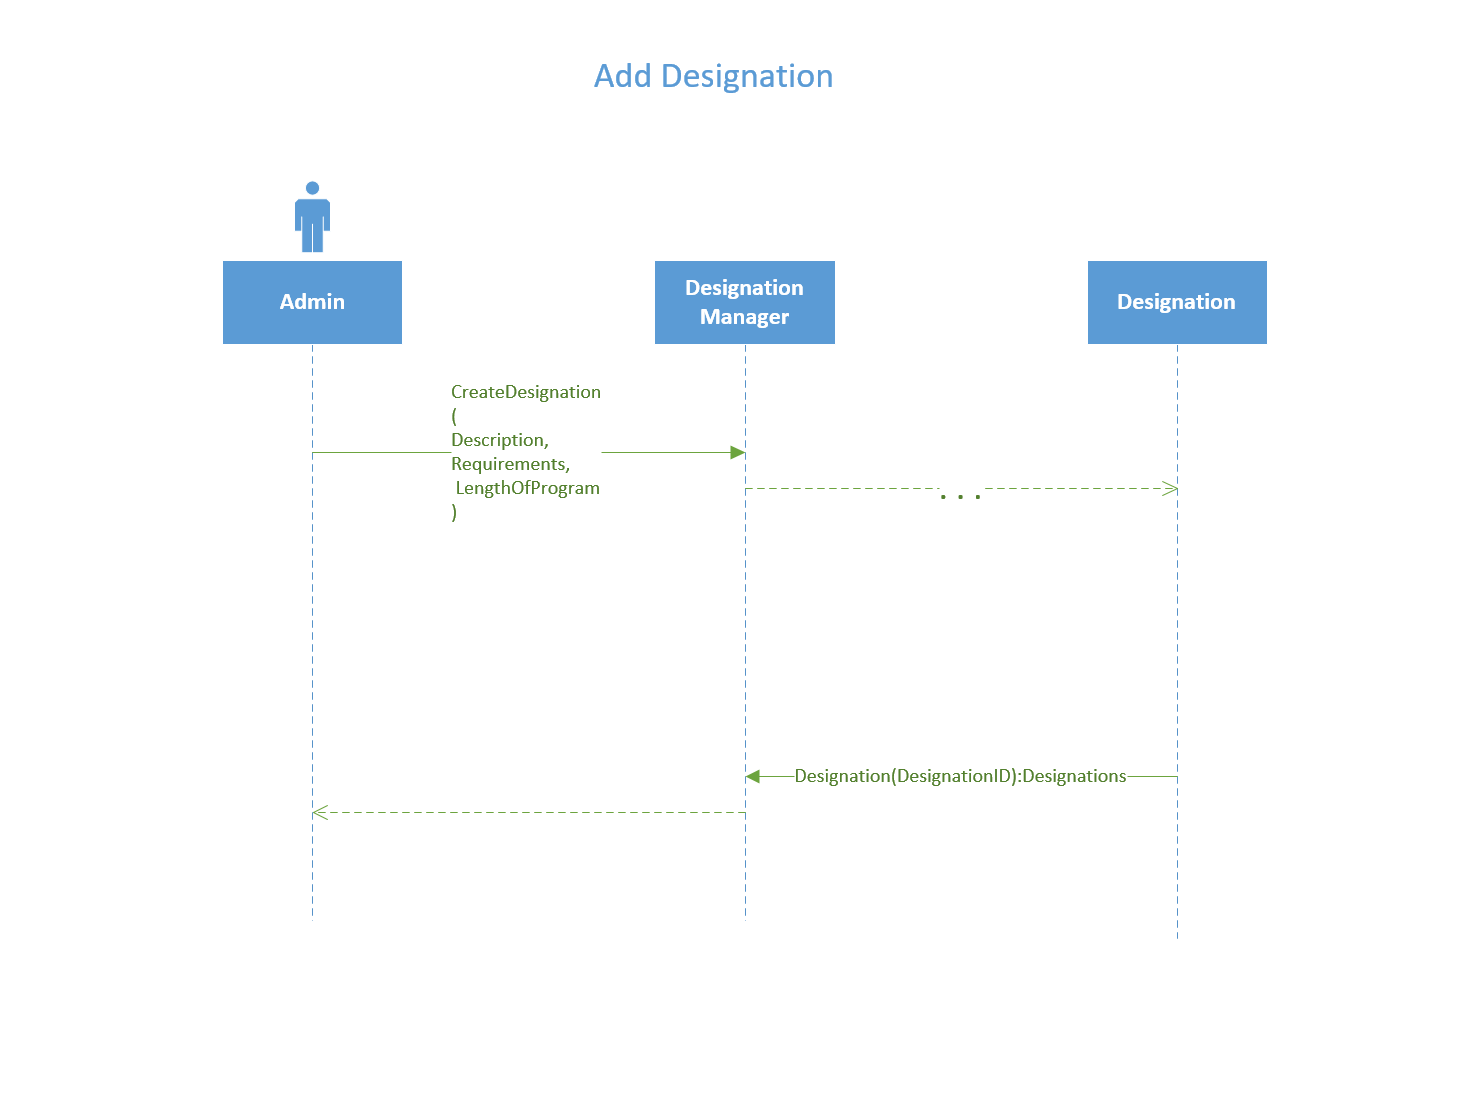 Add Designation
Admin
Designation
Manager
Designation
CreateDesignation
(
Description,
Requirements,
LengthOfProgram
)
. . .
Designation(DesignationID):Designations